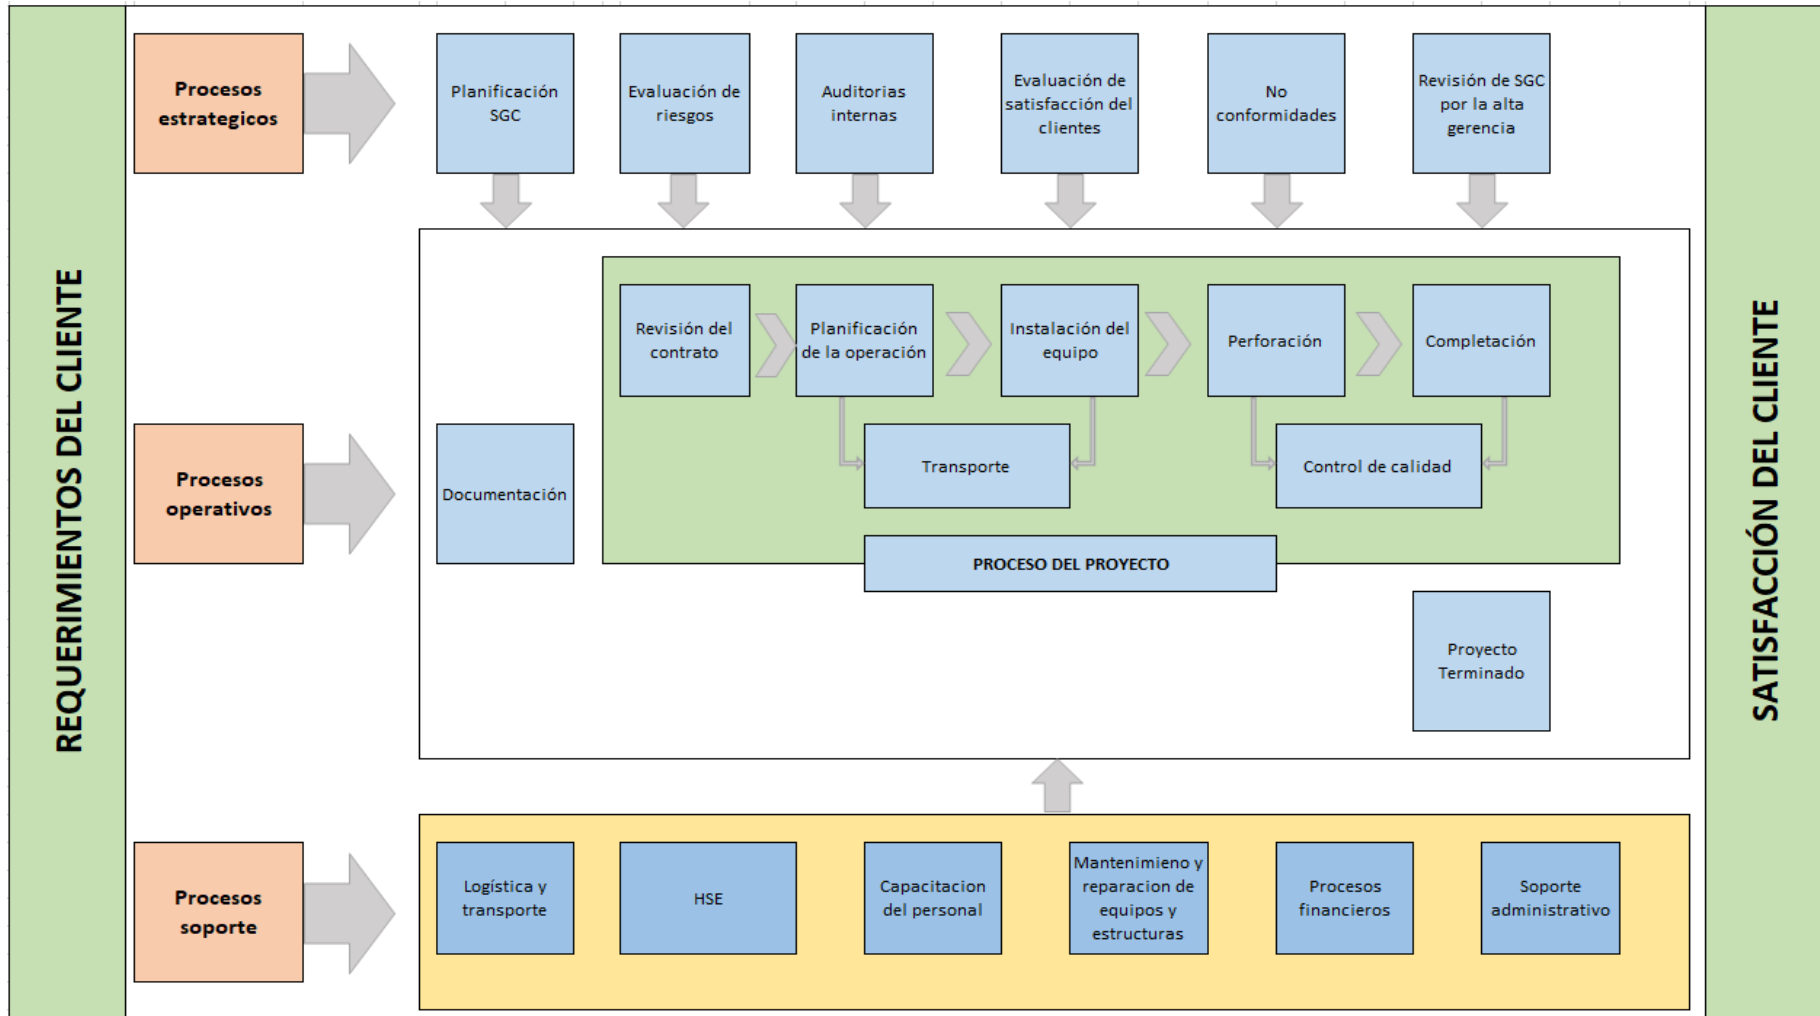 REQUERIMIENTOS DEL CLIENTE
Procesos
estrategicos
Planificación
SGC
Evaluación de
riesgos
Auditorias
internas
Evaluación de
satisfacción del
clientes
No
conformidades
Revisión de SGC
por la alta
gerencia
Procesos
operativos
Documentación
Revisión del
contrato
Planificación
de la operación
Instalación del
equipo
Perforación
Completación
Transporte
Control de calidad
PROCESO DEL PROYECTO
Proyecto
Terminado
Procesos
soporte
Logística y
transporte
HSE
Capacitacion
del personal
Mantenimieno y
reparacion de
equipos y
estructuras
Procesos
financieros
Soporte
administrativo
SATISFACCIÓN DEL CLIENTE